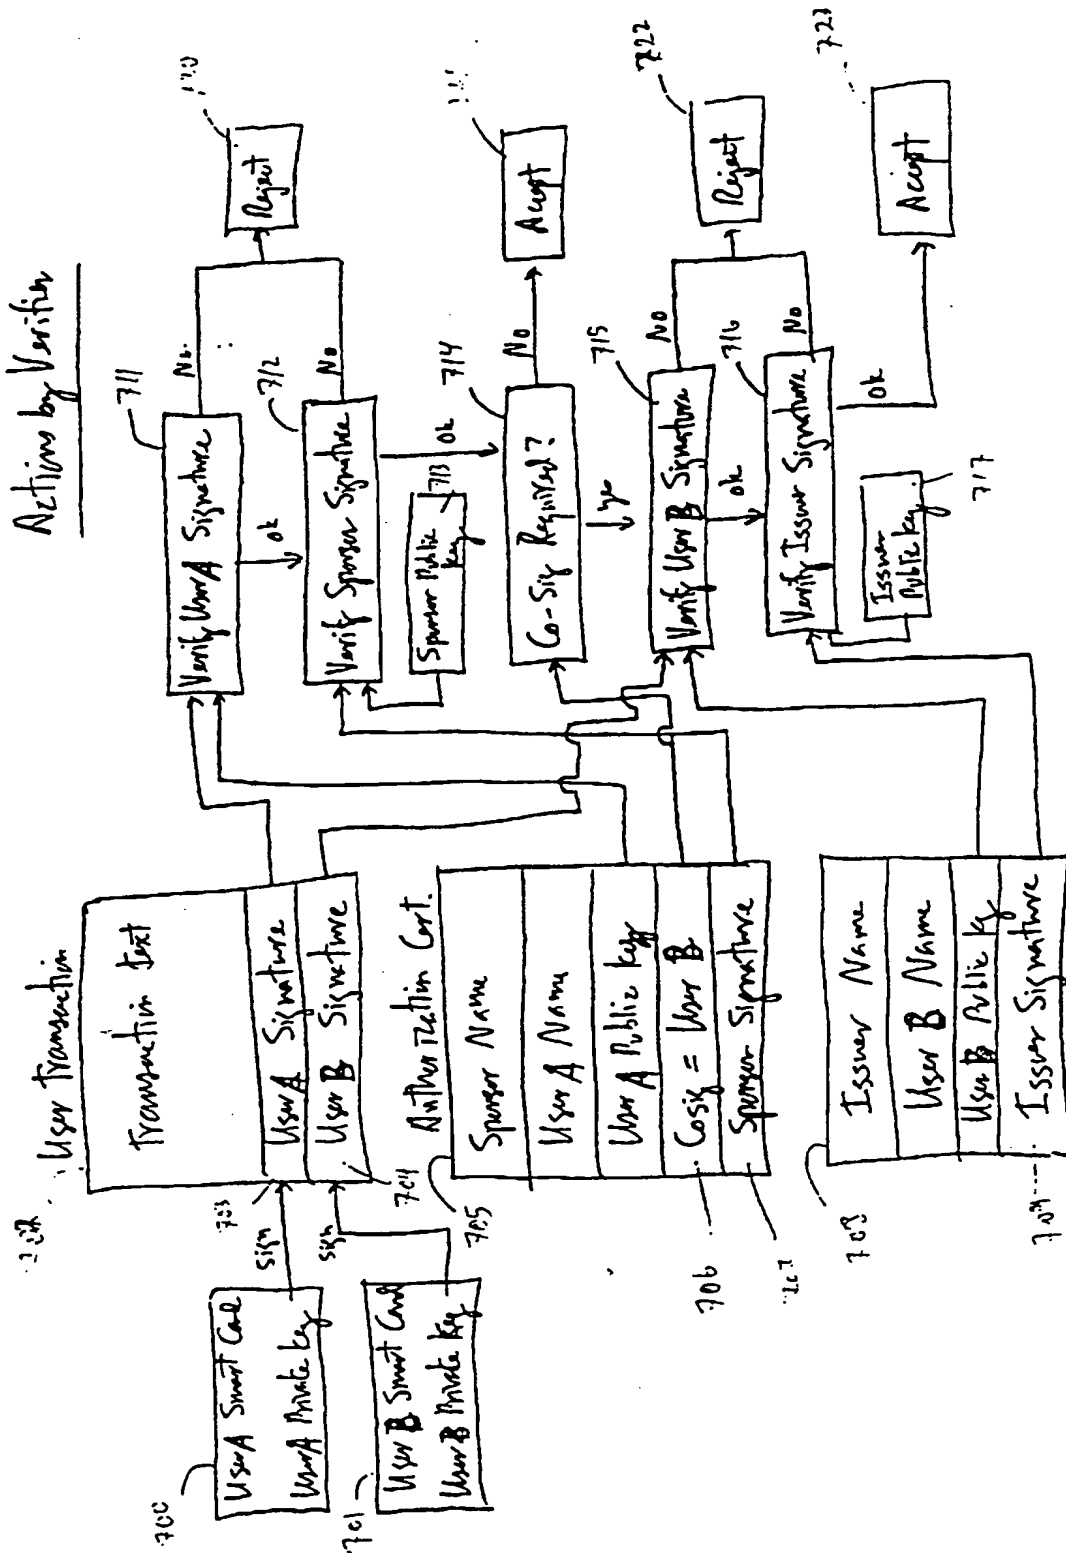 Actions by Verifier
700
User A Smart Card
User A Private Key
701
User B Smart Card
User B Private Key
sign
sign
User Transaction
Transaction Text
703
User A Signature
User B Signature
704
Authorization Cert.
705
Sponsor Name
User A Name
User A Public Key
Cosig = User B
706
Sponsor Signature
708
Issuer Name
User B Name
User B Public Key
Issuer Signature
709
711
Verify User A Signature
No.
ok
712
Verify Sponsor Signature
No
ok
Sponsor Public
Key
713
714
Co-Sig Required?
No
yes
715
Verify User B Signature
No
ok
716
Verify Issuer Signature
No
ok
Issuer
Public Key
717
Reject
Accept
722
Reject
723
Accept